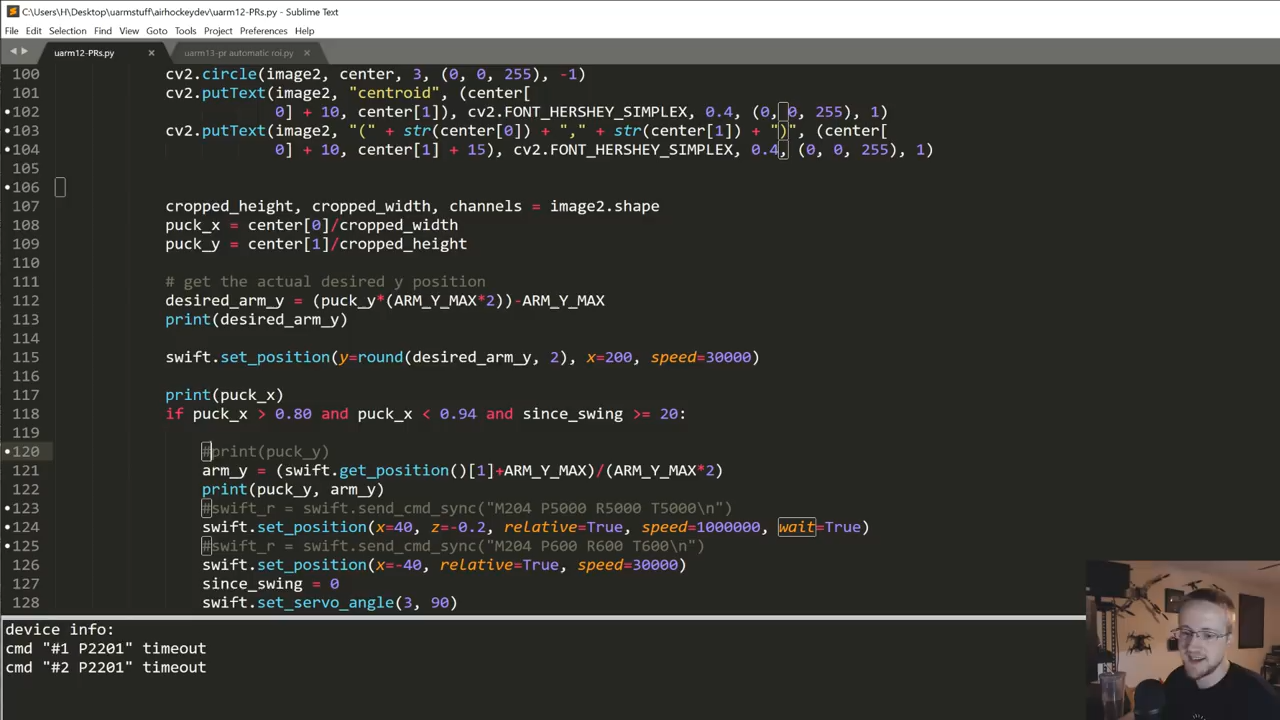 C:\Users\H\Desktop\uarmstuff\airhockeydev\uarm12-PRs.py - Sublime Text
File Edit Selection Find View Goto Tools Project Preferences Help
uarm12-PRs.py × uarm13-pr automatic roi.py ×
100 cv2.circle(image2, center, 3, (0, 0, 255), -1)
101 cv2.putText(image2, "centroid", (center[
102 0] + 10, center[1]), cv2.FONT_HERSHEY_SIMPLEX, 0.4, (0, 0, 255), 1)
103 cv2.putText(image2, "(" + str(center[0]) + "," + str(center[1]) + ")", (center[
104 0] + 10, center[1] + 15), cv2.FONT_HERSHEY_SIMPLEX, 0.4, (0, 0, 255), 1)
105
106
107 cropped_height, cropped_width, channels = image2.shape
108 puck_x = center[0]/cropped_width
109 puck_y = center[1]/cropped_height
110
111 # get the actual desired y position
112 desired_arm_y = (puck_y*(ARM_Y_MAX*2))-ARM_Y_MAX
113 print(desired_arm_y)
114
115 swift.set_position(y=round(desired_arm_y, 2), x=200, speed=30000)
116
117 print(puck_x)
118 if puck_x > 0.80 and puck_x < 0.94 and since_swing >= 20:
119
120 #print(puck_y)
121 arm_y = (swift.get_position()[1]+ARM_Y_MAX)/(ARM_Y_MAX*2)
122 print(puck_y, arm_y)
123 #swift_r = swift.send_cmd_sync("M204 P5000 R5000 T5000\n")
124 swift.set_position(x=40, z=-0.2, relative=True, speed=1000000, wait=True)
125 #swift_r = swift.send_cmd_sync("M204 P600 R600 T600\n")
126 swift.set_position(x=-40, relative=True, speed=30000)
127 since_swing = 0
128 swift.set_servo_angle(3, 90)
device info:
cmd "#1 P2201" timeout
cmd "#2 P2201" timeout